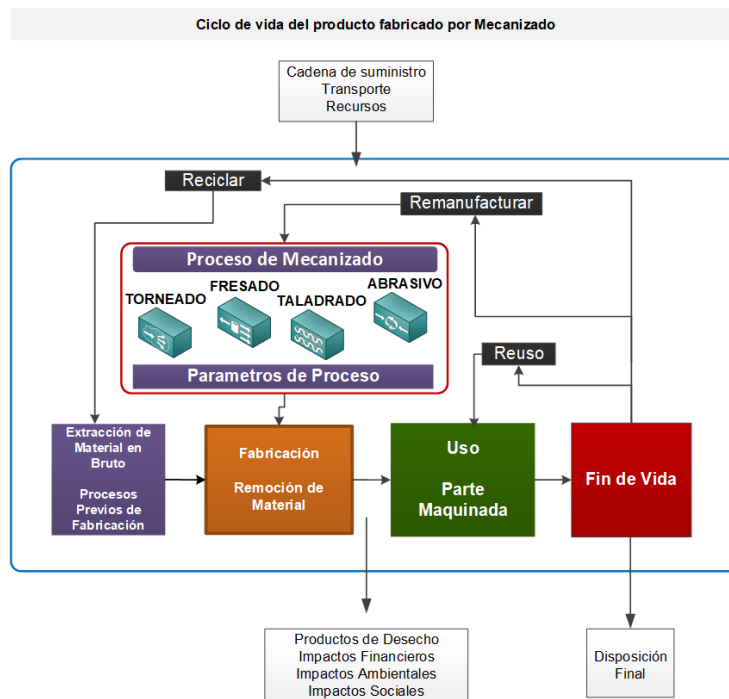 Ciclo de vida del producto fabricado por Mecanizado
Cadena de suministro
Transporte
Recursos
Reciclar
Remanufacturar
Proceso de Mecanizado
TORNEADO
FRESADO
TALADRADO
ABRASIVO
Parametros de Proceso
Reuso
Extracción de
Material en
Bruto
Procesos
Previos de
Fabricación
Fabricación
Remoción de
Material
Uso
Parte
Maquinada
Fin de Vida
Productos de Desecho
Impactos Financieros
Impactos Ambientales
Impactos Sociales
Disposición
Final